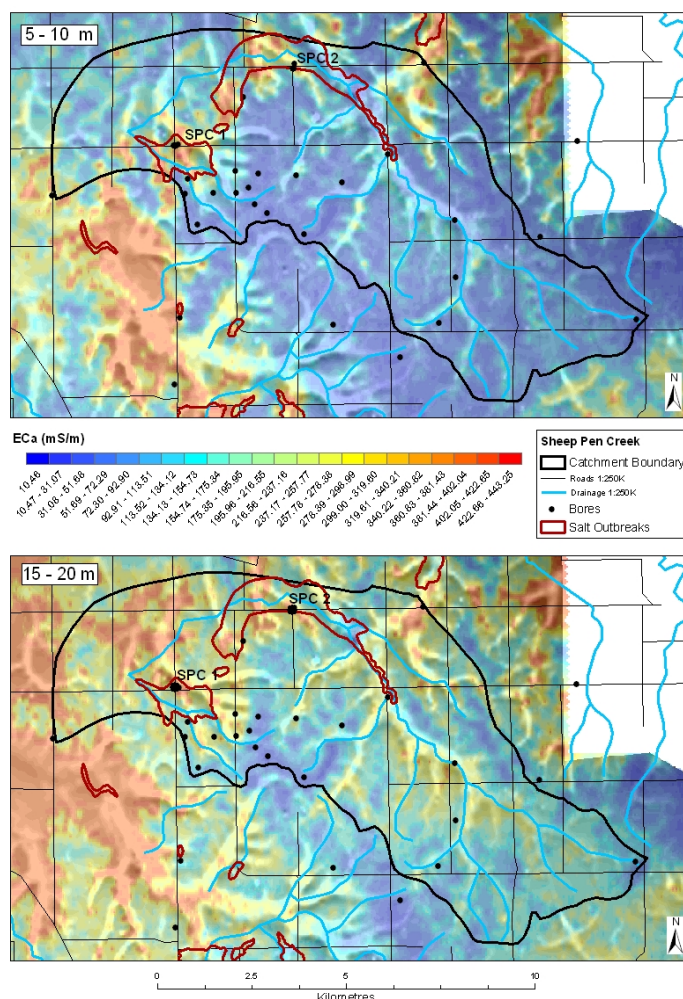 5 - 10 m
SPC 2
SPC 1
N
ECa (mS/m)
10.46
10.47 - 31.07
31.08 - 51.68
51.69 - 72.29
72.30 - 92.90
92.91 - 113.51
113.52 - 134.12
134.13 - 154.73
154.74 - 175.34
175.35 - 195.95
195.96 - 216.55
216.56 - 237.16
237.17 - 257.77
257.78 - 278.38
278.39 - 298.99
299.00 - 319.60
319.61 - 340.21
340.22 - 360.82
360.83 - 381.43
381.44 - 402.04
402.05 - 422.65
422.66 - 443.25
Sheep Pen Creek
Catchment Boundary
Roads 1:250K
Drainage 1:250K
Bores
Salt Outbreaks
15 - 20 m
SPC 2
SPC 1
N
0 2.5 5 10
Kilometres